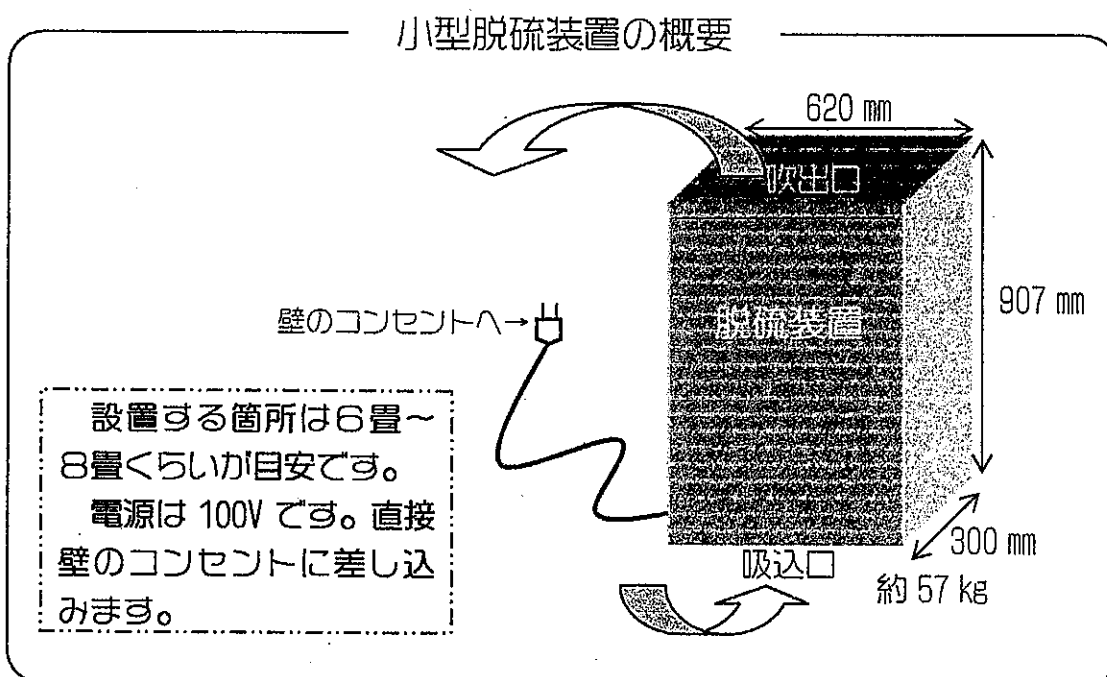 小型脱硫装置の概要
620 mm
吹出口
907 mm
脱硫装置
壁のコンセントへ→
設置する箇所は6畳～
8畳くらいが目安です。
電源は 100V です。直接
壁のコンセントに差し込
みます。
300 mm
吸込口
約 57 kg